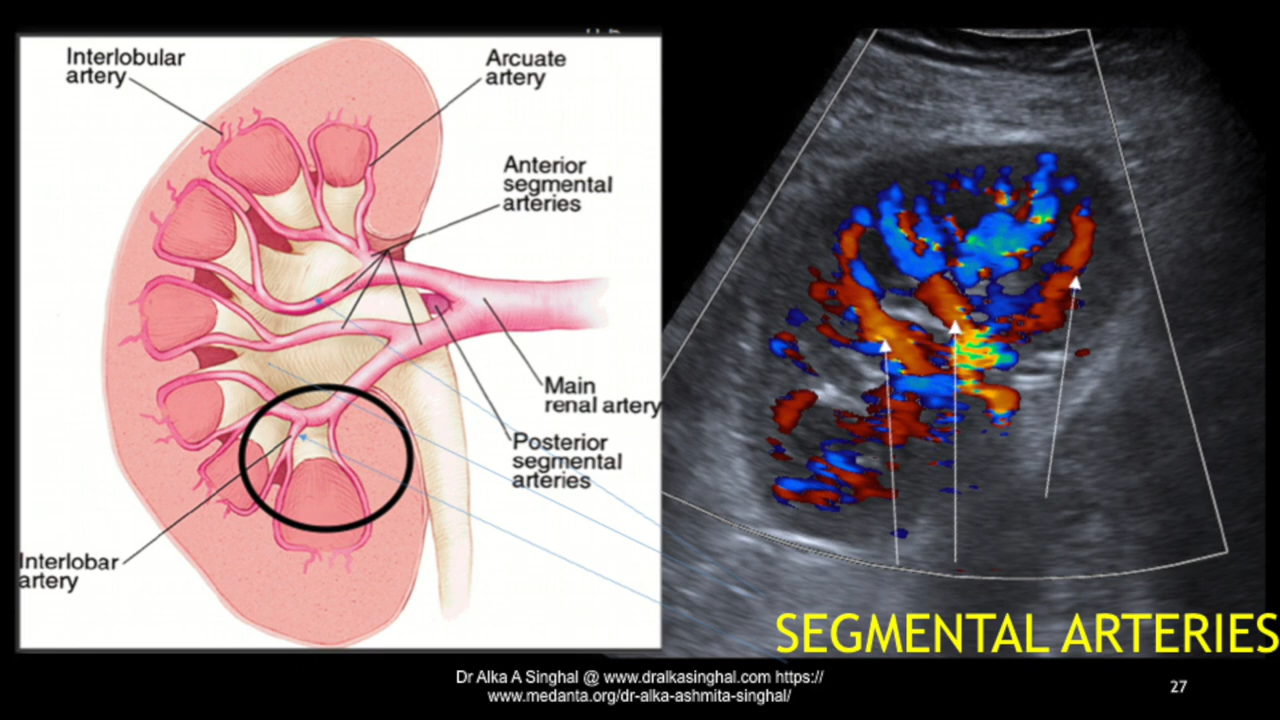 Interlobular
artery
Arcuate
artery
Anterior
segmental
arteries
Main
renal artery
Posterior
segmental
arteries
Interlobar
artery
SEGMENTAL ARTERIES
Dr Alka A Singhal @ www.dralkasinghal.com https://
www.medanta.org/dr-alka-ashmita-singhal/
27